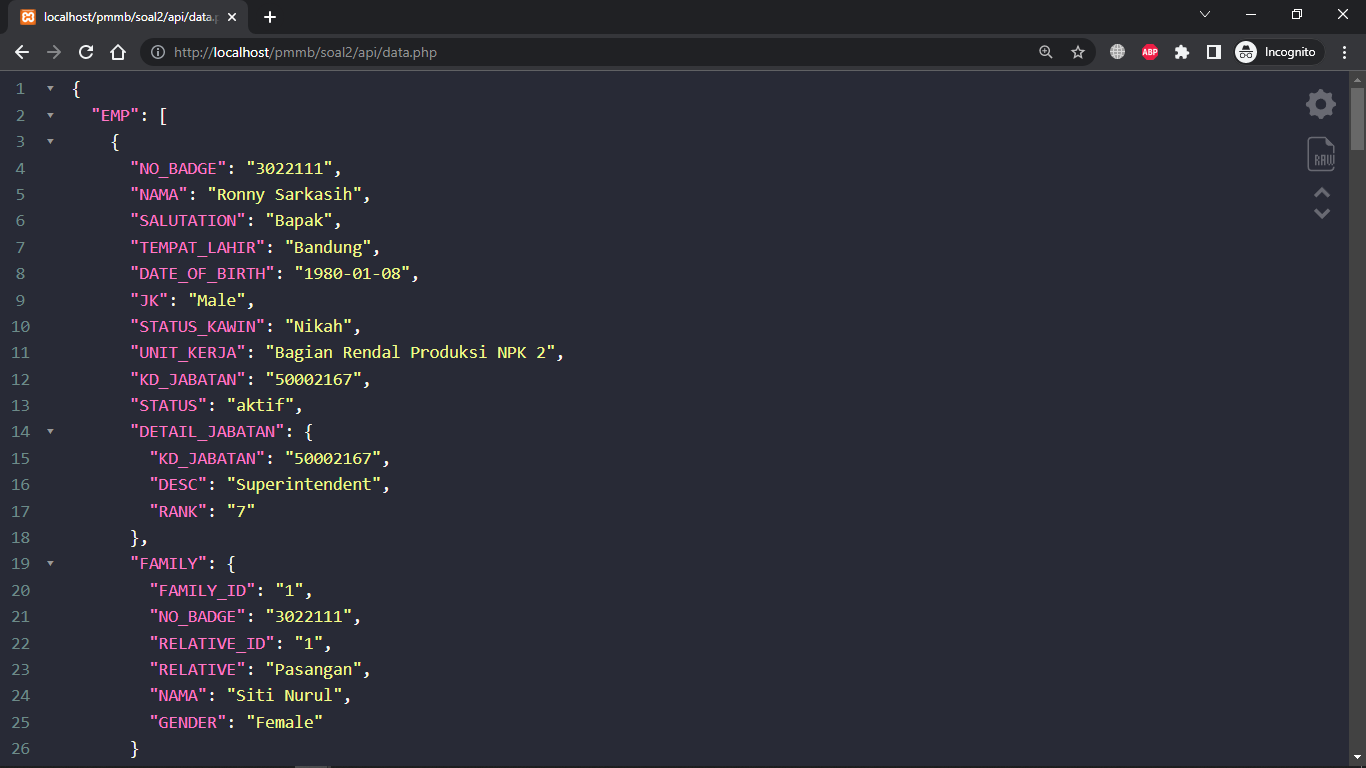 localhost/pmmb/soal2/api/data.p
http://localhost/pmmb/soal2/api/data.php
ABP
Incognito
1 {
2 "EMP": [
3 {
4 "NO_BADGE": "3022111",
5 "NAMA": "Ronny Sarkasih",
6 "SALUTATION": "Bapak",
7 "TEMPAT_LAHIR": "Bandung",
8 "DATE_OF_BIRTH": "1980-01-08",
9 "JK": "Male",
10 "STATUS_KAWIN": "Nikah",
11 "UNIT_KERJA": "Bagian Rendal Produksi NPK 2",
12 "KD_JABATAN": "50002167",
13 "STATUS": "aktif",
14 "DETAIL_JABATAN": {
15 "KD_JABATAN": "50002167",
16 "DESC": "Superintendent",
17 "RANK": "7"
18 },
19 "FAMILY": {
20 "FAMILY_ID": "1",
21 "NO_BADGE": "3022111",
22 "RELATIVE_ID": "1",
23 "RELATIVE": "Pasangan",
24 "NAMA": "Siti Nurul",
25 "GENDER": "Female"
26 }
RAW